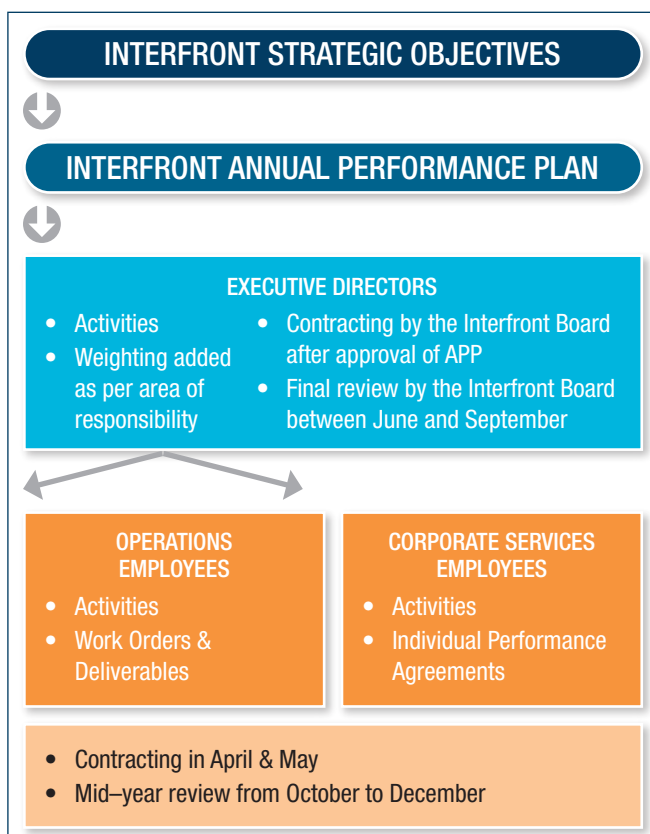 INTERFRONT STRATEGIC OBJECTIVES
INTERFRONT ANNUAL PERFORMANCE PLAN
EXECUTIVE DIRECTORS
• Activities
• Weighting added
as per area of
responsibility
• Contracting by the Interfront Board
after approval of APP
• Final review by the Interfront Board
between June and September
OPERATIONS
EMPLOYEES
• Activities
• Work Orders &
Deliverables
CORPORATE SERVICES
EMPLOYEES
• Activities
• Individual Performance
Agreements
• Contracting in April & May
• Mid–year review from October to December